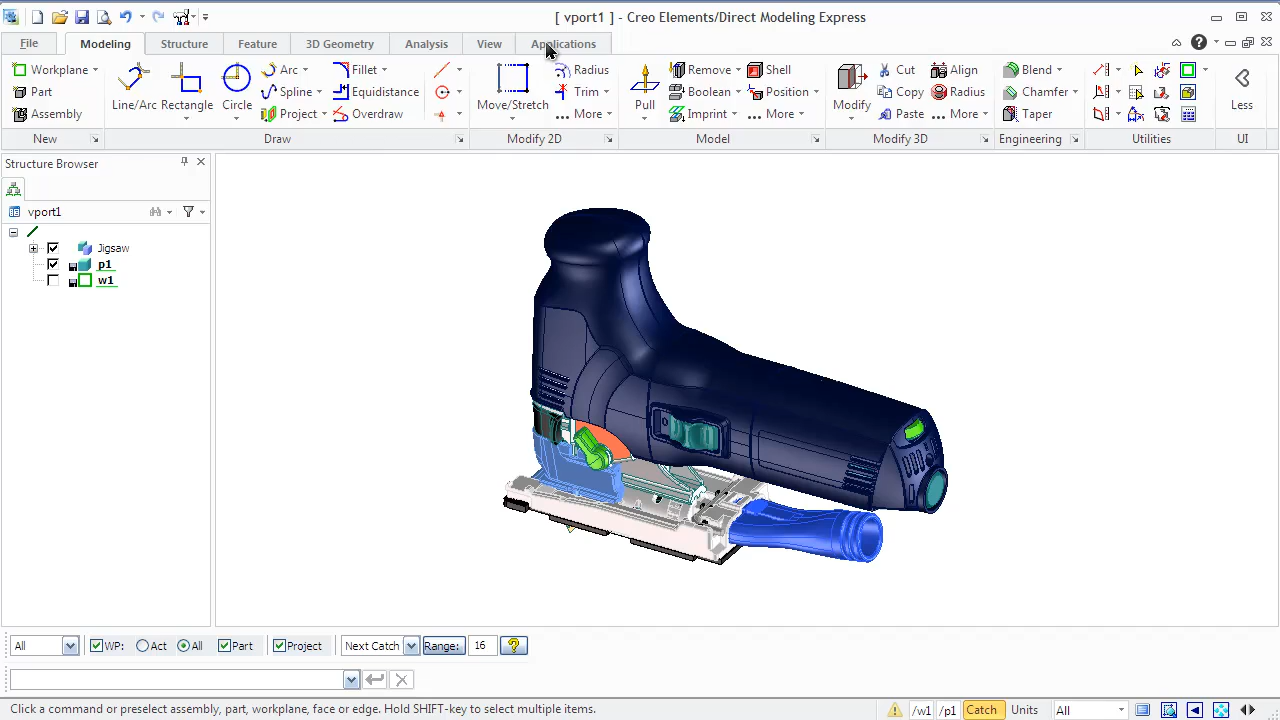 [ vport1 ] - Creo Elements/Direct Modeling Express
File Modeling Structure Feature 3D Geometry Analysis View Applications
Workplane Arc Fillet Radius Remove Shell Cut Align Blend
Part Line/Arc Rectangle Circle Spline Equidistance Move/Stretch Trim Pull Boolean Position Modify Copy Radius Chamfer Less
Assembly Project Overdraw More Imprint More Paste More Taper
New Draw Modify 2D Model Modify 3D Engineering Utilities UI
Structure Browser
vport1
Jigsaw
p1
w1
All WP: Act All Part Project Next Catch Range: 16 ?
Click a command or preselect assembly, part, workplane, face or edge. Hold SHIFT-key to select multiple items. /w1 /p1 Catch Units All